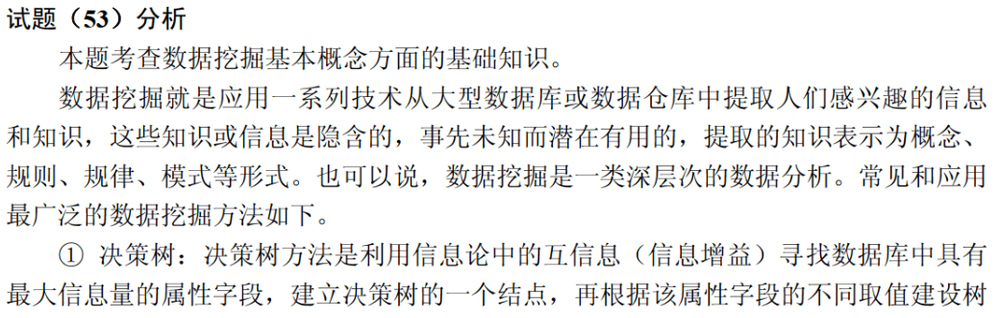 试题（53）分析
本题考查数据挖掘基本概念方面的基础知识。
数据挖掘就是应用一系列技术从大型数据库或数据仓库中提取人们感兴趣的信息
和知识，这些知识或信息是隐含的，事先未知而潜在有用的，提取的知识表示为概念、
规则、规律、模式等形式。也可以说，数据挖掘是一类深层次的数据分析。常见和应用
最广泛的数据挖掘方法如下。
① 决策树：决策树方法是利用信息论中的互信息（信息增益）寻找数据库中具有
最大信息量的属性字段，建立决策树的一个结点，再根据该属性字段的不同取值建设树